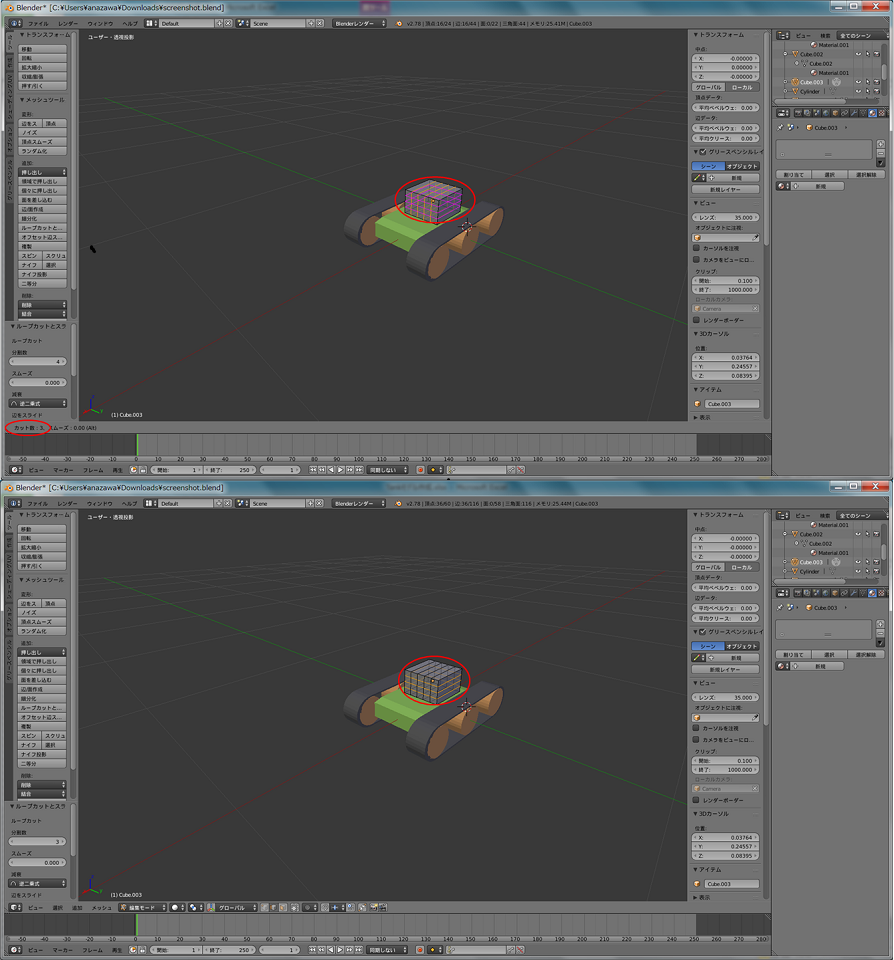 Blender* [C:¥Users¥anazawa¥Downloads¥screenshot.blend]
ファイル レンダー ウィンドウ ヘルプ Default Scene Blenderレンダー v2.78 | 頂点:16/24 | 辺:16/44 | 面:0/22 | 三角面:44 | メモリ:25.41M | Cube.003
▼トランスフォーム
移動
回転
拡大縮小
収縮/膨張
押す/引く
▼メッシュツール
変形:
辺をス 頂点
ノイズ
頂点スムーズ
ランダム化
追加:
押し出し
領域で押し出し
個々に押し出し
面を差し込む
辺/面作成
細分化
ループカットと...
オフセット辺ス...
複製
スピン スクリュ
ナイフ 選択
ナイフ投影
二等分
削除:
削除
結合
▼ループカットとスラ
ループカット
分割数
4
スムーズ
0.000
減衰
逆二乗式
辺をスライド
カット数: 3, スムーズ: 0.00 (Alt)
ユーザー・透視投影
(1) Cube.003
▼トランスフォーム
中点:
X: -0.00000
Y: 0.00000
Z: -0.00000
グローバル ローカル
頂点データ:
平均ベベルウェ: 0.00
辺データ:
平均ベベルウェ: 0.00
平均クリース: 0.00
▼グリースペンシルレイ
シーン オブジェクト
新規
新規レイヤー
▼ビュー
レンズ: 35.000
オブジェクトに注視:
カーソルを注視
カメラをビューにロ...
クリップ:
開始: 0.100
終了: 1000.000
ローカルカメラ:
Camera
レンダーボーダー
▼3Dカーソル
位置:
X: 0.03764
Y: 0.24557
Z: 0.08395
▼アイテム
Cube.003
▶表示
ビュー 検索 全てのシーン
Material.001
Cube.002
Cube.002
Material.001
Cube.003
Cylinder
Cube.003
割り当て 選択 選択解除
新規
-50 -40 -30 -20 -10 0 10 20 30 40 50 60 70 80 90 100 110 120 130 140 150 160 170 180 190 200 210 220 230 240 250 260 270 280
ビュー マーカー フレーム 再生 開始: 1 終了: 250 1 同期しない
Blender* [C:¥Users¥anazawa¥Downloads¥screenshot.blend]
ファイル レンダー ウィンドウ ヘルプ Default Scene Blenderレンダー v2.78 | 頂点:36/60 | 辺:36/116 | 面:0/58 | 三角面:116 | メモリ:25.44M | Cube.003
▼トランスフォーム
移動
回転
拡大縮小
収縮/膨張
押す/引く
▼メッシュツール
変形:
辺をス 頂点
ノイズ
頂点スムーズ
ランダム化
追加:
押し出し
領域で押し出し
個々に押し出し
面を差し込む
辺/面作成
細分化
ループカットと...
オフセット辺ス...
複製
スピン スクリュ
ナイフ 選択
ナイフ投影
二等分
削除:
削除
結合
▼ループカットとスラ
ループカット
分割数
3
スムーズ
0.000
減衰
逆二乗式
辺をスライド
ユーザー・透視投影
(1) Cube.003
▼トランスフォーム
中点:
X: -0.00000
Y: -0.00000
Z: -0.00000
グローバル ローカル
頂点データ:
平均ベベルウェ: 0.00
辺データ:
平均ベベルウェ: 0.00
平均クリース: 0.00
▼グリースペンシルレイ
シーン オブジェクト
新規
新規レイヤー
▼ビュー
レンズ: 35.000
オブジェクトに注視:
カーソルを注視
カメラをビューにロ...
クリップ:
開始: 0.100
終了: 1000.000
ローカルカメラ:
Camera
レンダーボーダー
▼3Dカーソル
位置:
X: 0.03764
Y: 0.24557
Z: 0.08395
▼アイテム
Cube.003
▶表示
ビュー 検索 全てのシーン
Material.001
Cube.002
Cube.002
Material.001
Cube.003
Cylinder
Cube.003
割り当て 選択 選択解除
新規
ビュー 選択 追加 メッシュ 編集モード グローバル
-50 -40 -30 -20 -10 0 10 20 30 40 50 60 70 80 90 100 110 120 130 140 150 160 170 180 190 200 210 220 230 240 250 260 270 280
ビュー マーカー フレーム 再生 開始: 1 終了: 250 1 同期しない